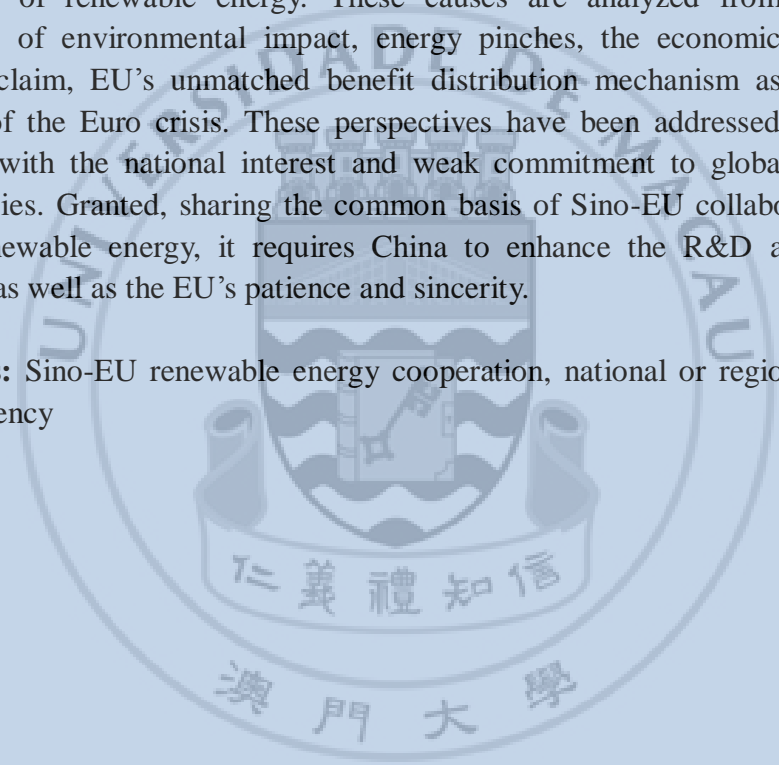 of renewable energy. These causes are analyzed from
of environmental impact, energy pinches, the economic
claim, EU's unmatched benefit distribution mechanism as
of the Euro crisis. These perspectives have been addressed
with the national interest and weak commitment to globa
ies. Granted, sharing the common basis of Sino-EU collabo
newable energy, it requires China to enhance the R&D a
as well as the EU's patience and sincerity.
s: Sino-EU renewable energy cooperation, national or regio
ency
UNIVERSIDADE DE MACAU
仁義禮知信
澳門大學